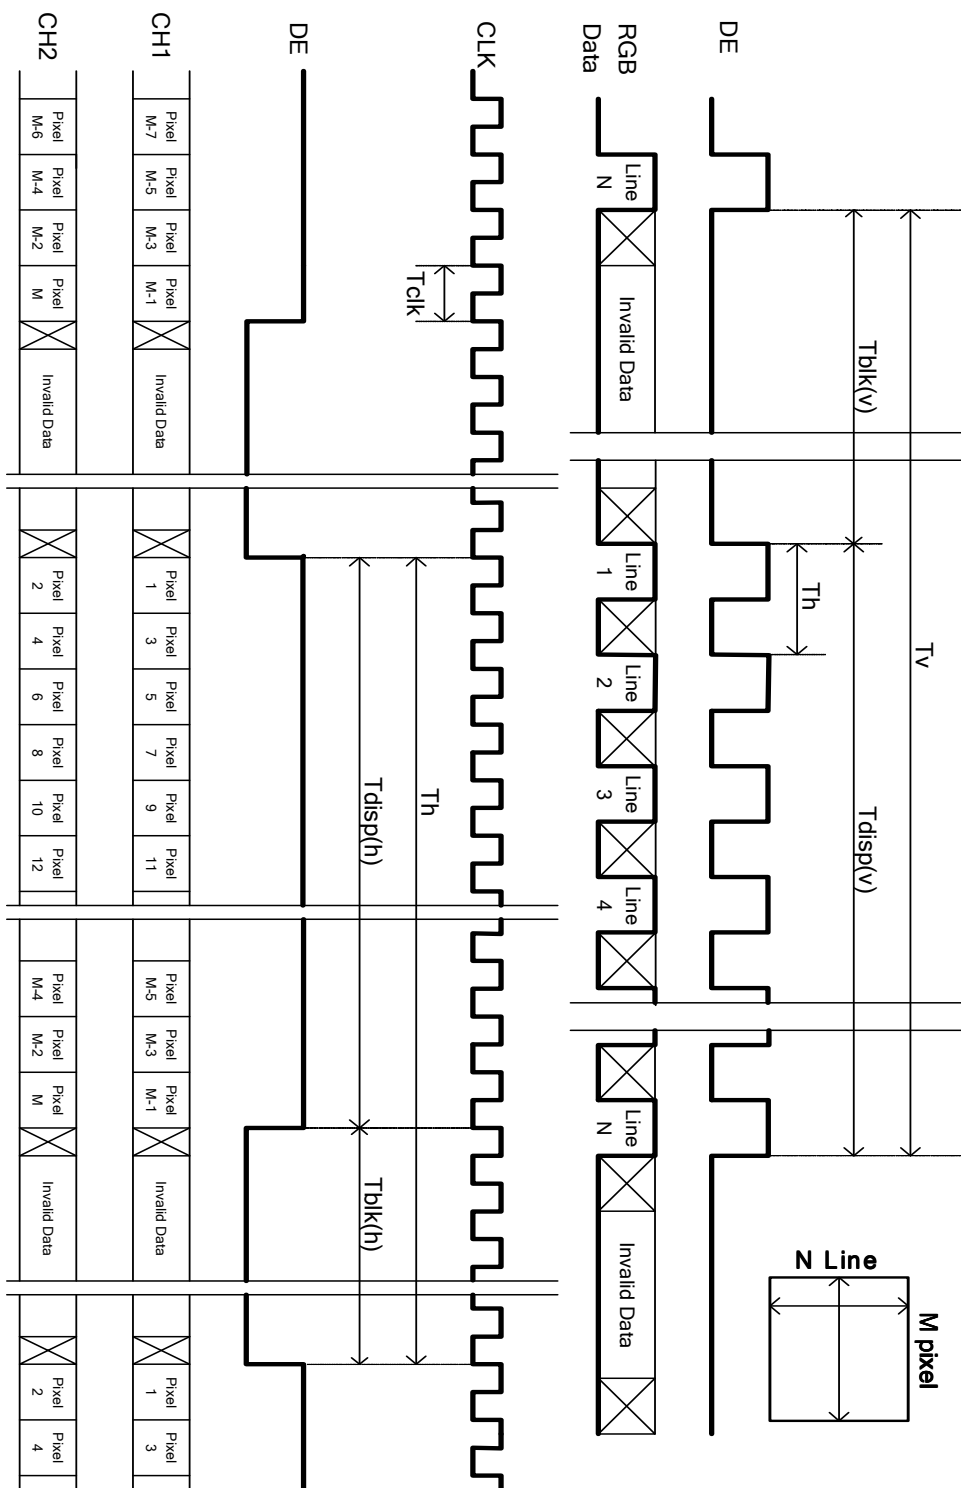 Tv
M pixel
N Line
Tblk(v) Tdisp(v)
Th
DE
RGB
Data
Line
N
Invalid Data
Line
1
Line
2
Line
3
Line
4
Line
N
Invalid Data
CLK
Tclk
Th
Tdisp(h) Tblk(h)
DE
CH1
Pixel
M-7
Pixel
M-5
Pixel
M-3
Pixel
M-1
Invalid Data
Pixel
1
Pixel
3
Pixel
5
Pixel
7
Pixel
9
Pixel
11
Pixel
M-5
Pixel
M-3
Pixel
M-1
Invalid Data
Pixel
1
Pixel
3
CH2
Pixel
M-6
Pixel
M-4
Pixel
M-2
Pixel
M
Invalid Data
Pixel
2
Pixel
4
Pixel
6
Pixel
8
Pixel
10
Pixel
12
Pixel
M-4
Pixel
M-2
Pixel
M
Invalid Data
Pixel
2
Pixel
4